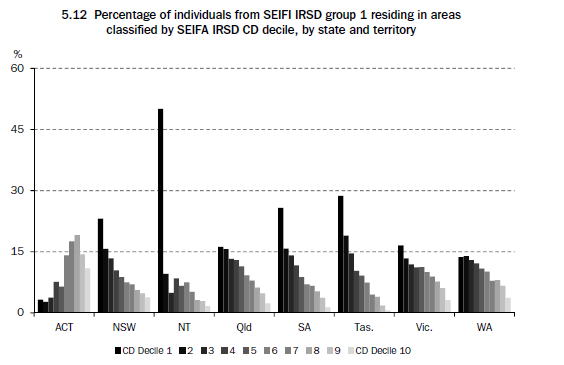 5.12 Percentage of individuals from SEIFI IRSD group 1 residing in areas
classified by SEIFA IRSD CD decile, by state and territory
%
60
45
30
15
0
ACT NSW NT Qld SA Tas. Vic. WA
CD Decile 1 2 3 4 5 6 7 8 9 CD Decile 10